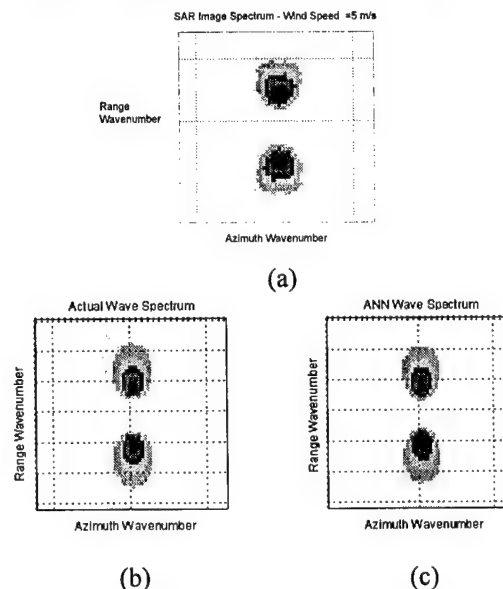 SAR Image Spectrum - Wind Speed =5 m/s
Range
Wavenumber
Azimuth Wavenumber
(a)
Actual Wave Spectrum
Range Wavenumber
Azimuth Wavenumber
(b)
ANN Wave Spectrum
Range Wavenumber
Azimuth Wavenumber
(c)